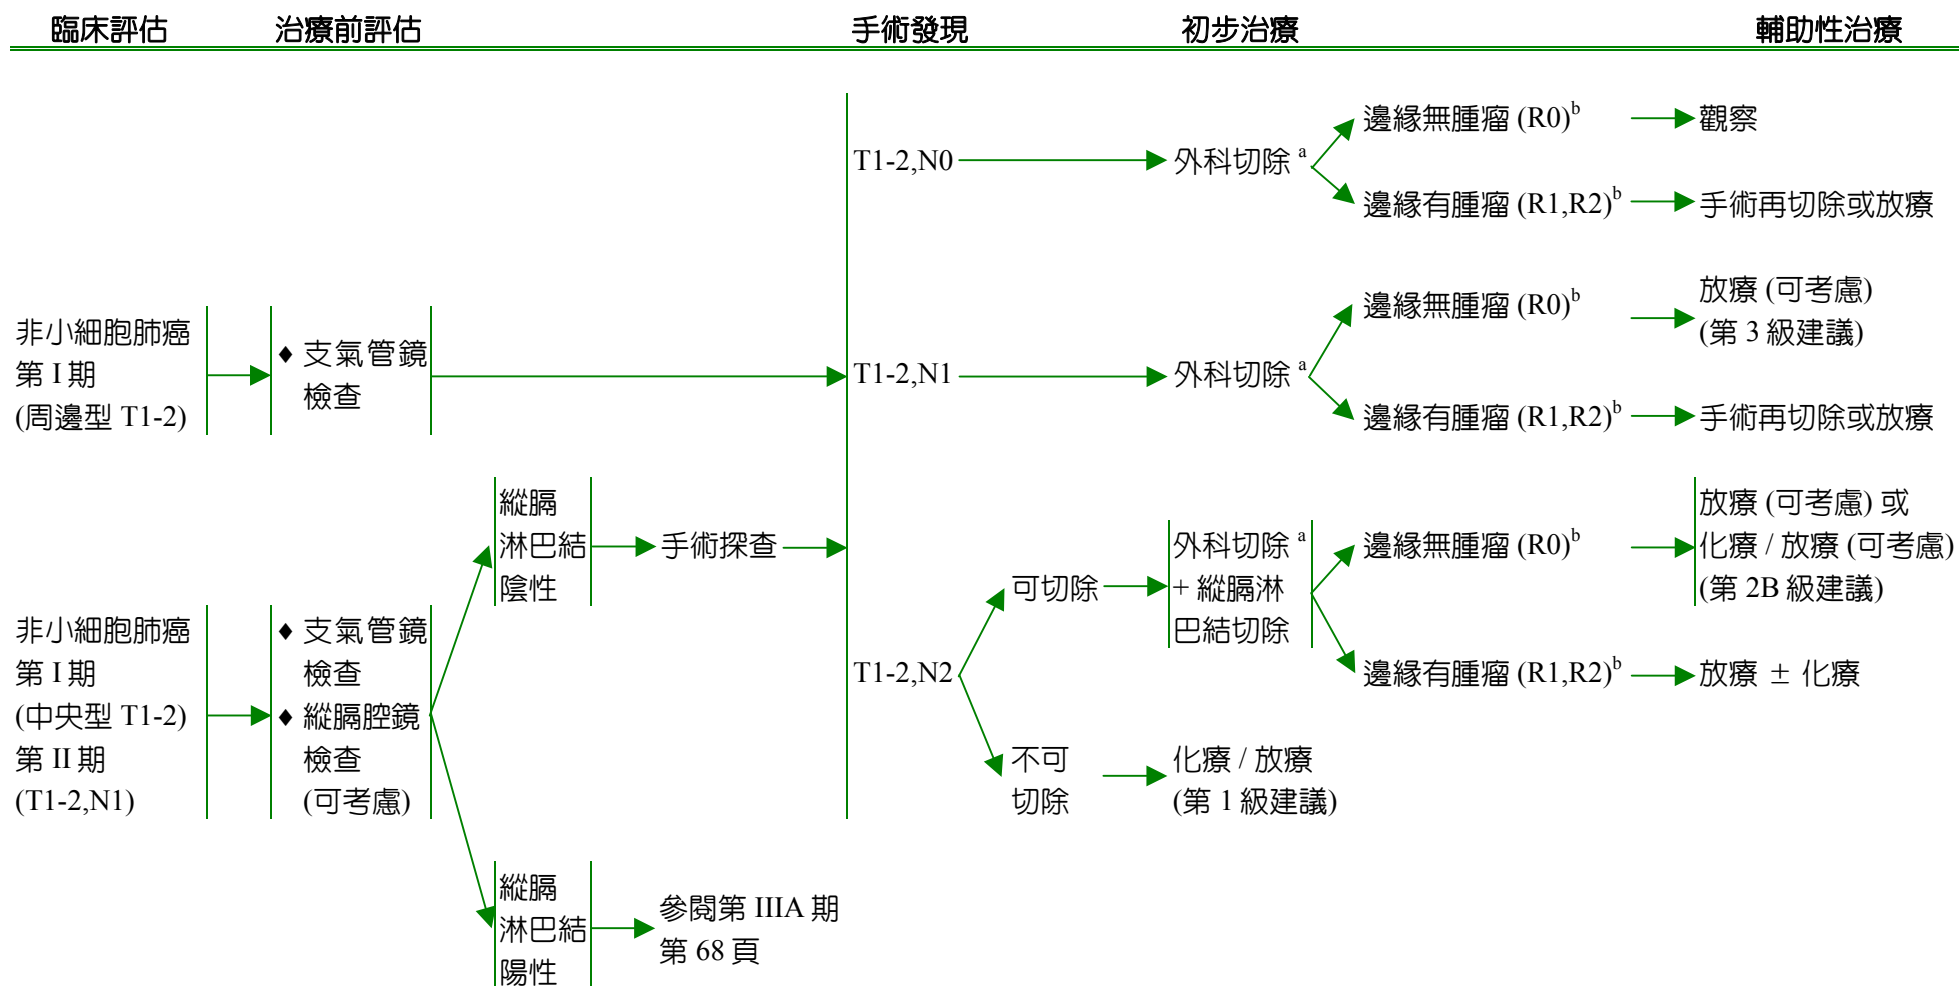 臨床評估 治療前評估 手術發現 初步治療 輔助性治療
T1-2,N0
外科切除 a
邊緣無腫瘤 (R0)b
觀察
邊緣有腫瘤 (R1,R2)b
手術再切除或放療
非小細胞肺癌
第 I 期
(周邊型 T1-2)
♦ 支氣管鏡
檢查
T1-2,N1
外科切除 a
邊緣無腫瘤 (R0)b
放療 (可考慮)
(第 3 級建議)
邊緣有腫瘤 (R1,R2)b
手術再切除或放療
非小細胞肺癌
第 I 期
(中央型 T1-2)
第 II 期
(T1-2,N1)
♦ 支氣管鏡
檢查
♦ 縱膈腔鏡
檢查
(可考慮)
縱膈
淋巴結
陰性
手術探查
T1-2,N2
可切除
外科切除 a
+ 縱膈淋
巴結切除
邊緣無腫瘤 (R0)b
放療 (可考慮) 或
化療 / 放療 (可考慮)
(第 2B 級建議)
邊緣有腫瘤 (R1,R2)b
放療 ± 化療
不可
切除
化療 / 放療
(第 1 級建議)
縱膈
淋巴結
陽性
參閱第 IIIA 期
第 68 頁